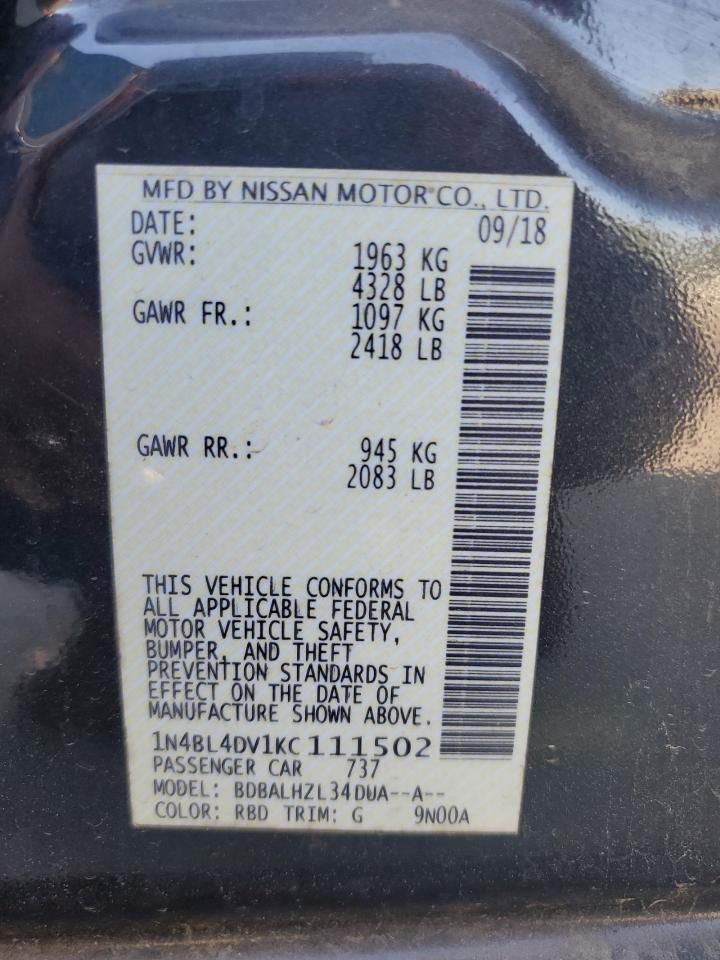 MFD BY NISSAN MOTOR CO., LTD.
DATE: 09/18
GVWR: 1963 KG
4328 LB
GAWR FR.: 1097 KG
2418 LB
GAWR RR.: 945 KG
2083 LB
THIS VEHICLE CONFORMS TO
ALL APPLICABLE FEDERAL
MOTOR VEHICLE SAFETY,
BUMPER, AND THEFT
PREVENTION STANDARDS IN
EFFECT ON THE DATE OF
MANUFACTURE SHOWN ABOVE.
1N4BL4DV1KC111502
PASSENGER CAR 737
MODEL: BDBALHZL34DUA--A--
COLOR: RBD TRIM: G 9N00A